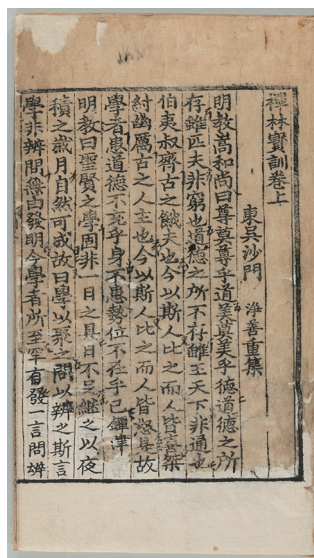 禪林寶訓卷上
東吳沙門 淨善重集
明教嵩和尚曰尊莫尊乎道美莫美乎德道德之所
存雖匹夫非窮也道德之所不存雖王天下非通也
伯夷叔齊古之餓夫也今以斯人比之而人皆喜桀
紂幽厲古之人主也今以斯人比之而人皆怒是故
學者患道德不充乎身不患勢位不在乎己鐔津
明教曰聖賢之學固非一日之具日不足継之以夜
積之歲月自然可成故曰學以聚之問以辨之斯言
學非辨問無由發明今學者所至罕有發一言問辨